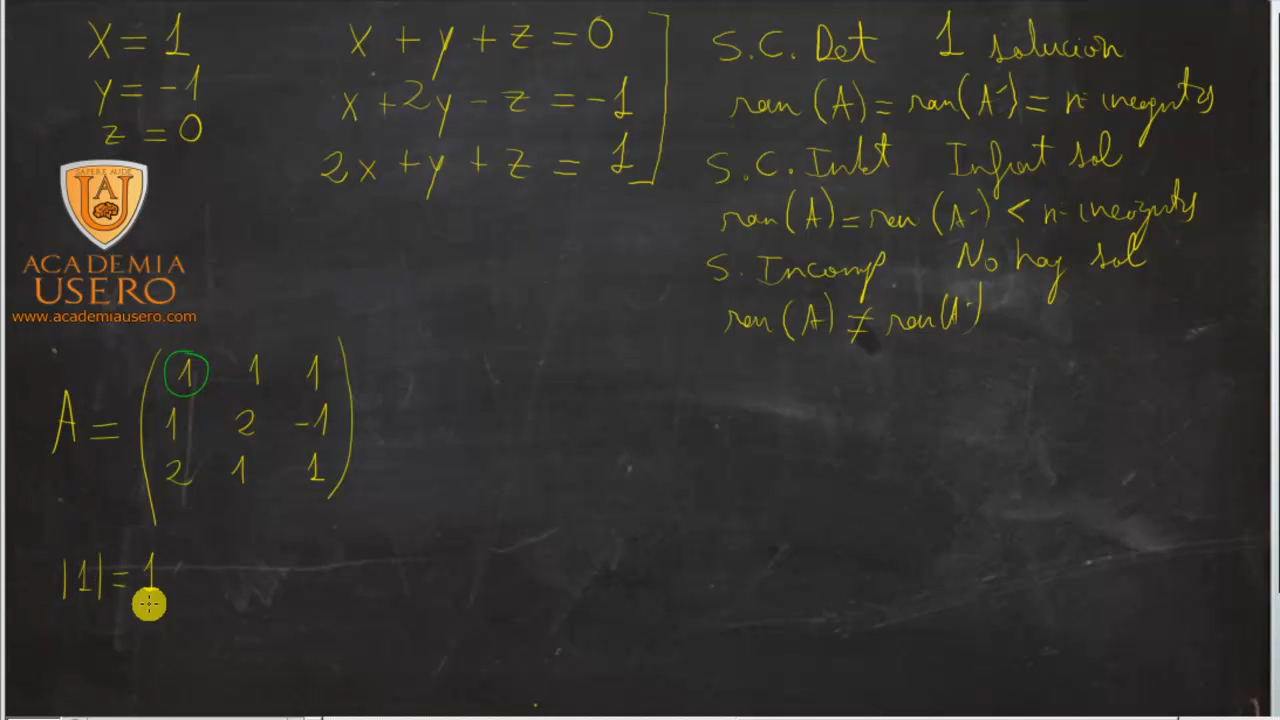 x = 1
y = -1
z = 0
x + y + z = 0
x + 2y - z = -1
2x + y + z = 1
S.C. Det 1 solución
ran (A) = ran (A*) = nº incognitas
S.C. Indet Infinit sol
ran (A) = ran (A*) < nº incognitas
S. Incomp No hay sol
ran (A) ≠ ran (A*)
SAPERE AUDE
UA
ACADEMIA
USERO
www.academiausero.com
A = ( 1 1 1
1 2 -1
2 1 1 )
|1| = 1